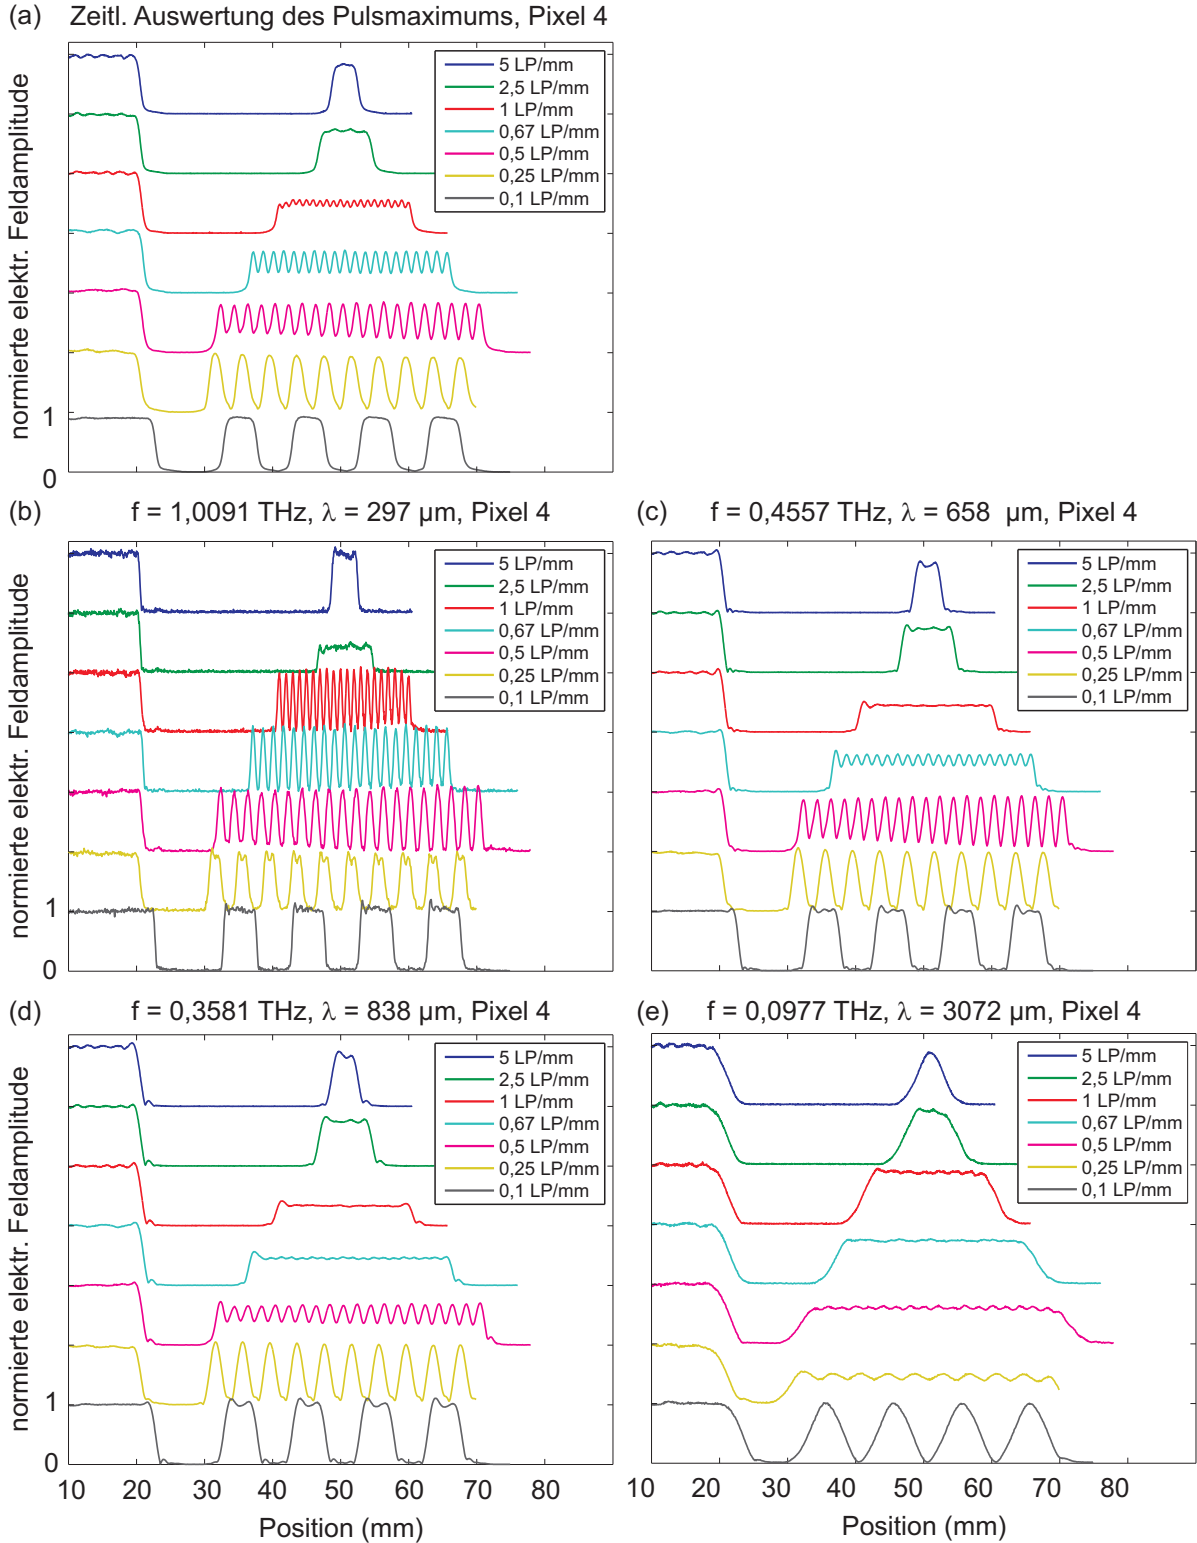 (a) Zeitl. Auswertung des Pulsmaximums, Pixel 4
normierte elektr. Feldamplitude
5 LP/mm
2,5 LP/mm
1 LP/mm
0,67 LP/mm
0,5 LP/mm
0,25 LP/mm
0,1 LP/mm
1
0
(b) f = 1,0091 THz, λ = 297 µm, Pixel 4
normierte elektr. Feldamplitude
5 LP/mm
2,5 LP/mm
1 LP/mm
0,67 LP/mm
0,5 LP/mm
0,25 LP/mm
0,1 LP/mm
1
0
(c) f = 0,4557 THz, λ = 658 µm, Pixel 4
5 LP/mm
2,5 LP/mm
1 LP/mm
0,67 LP/mm
0,5 LP/mm
0,25 LP/mm
0,1 LP/mm
(d) f = 0,3581 THz, λ = 838 µm, Pixel 4
normierte elektr. Feldamplitude
5 LP/mm
2,5 LP/mm
1 LP/mm
0,67 LP/mm
0,5 LP/mm
0,25 LP/mm
0,1 LP/mm
1
0
10 20 30 40 50 60 70 80
Position (mm)
(e) f = 0,0977 THz, λ = 3072 µm, Pixel 4
5 LP/mm
2,5 LP/mm
1 LP/mm
0,67 LP/mm
0,5 LP/mm
0,25 LP/mm
0,1 LP/mm
10 20 30 40 50 60 70 80
Position (mm)